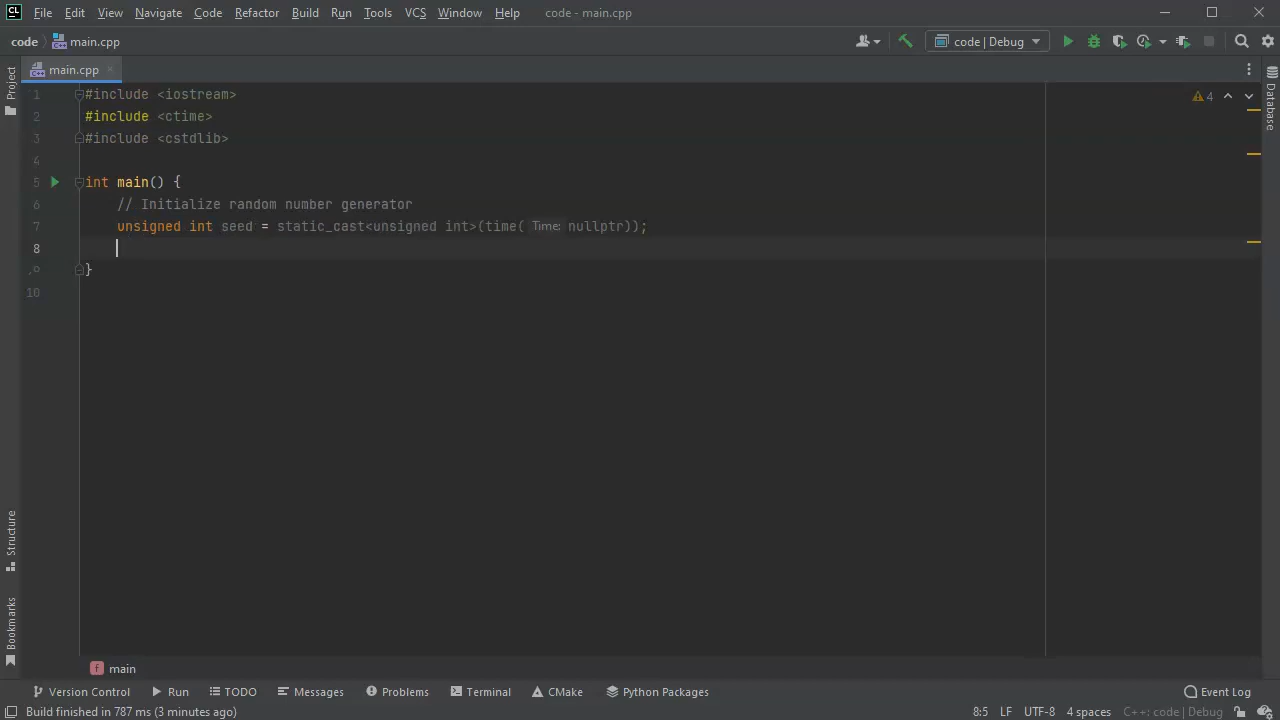 CL File Edit View Navigate Code Refactor Build Run Tools VCS Window Help code - main.cpp
code main.cpp code | Debug
Project
main.cpp
Database
1 #include <iostream>
2 #include <ctime>
3 #include <cstdlib>
4
5 int main() {
6 // Initialize random number generator
7 unsigned int seed = static_cast<unsigned int>(time( Time: nullptr));
8
}
10
4
Structure
Bookmarks
f main
Version Control Run TODO Messages Problems Terminal CMake Python Packages Event Log
Build finished in 787 ms (3 minutes ago) 8:5 LF UTF-8 4 spaces C++: code | Debug